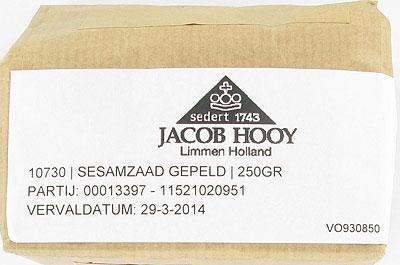 sedert 1743
JACOB HOOY
Limmen Holland
10730 | SESAMZAAD GEPELD | 250GR
PARTIJ: 00013397 - 11521020951
VERVALDATUM: 29-3-2014
VO930850